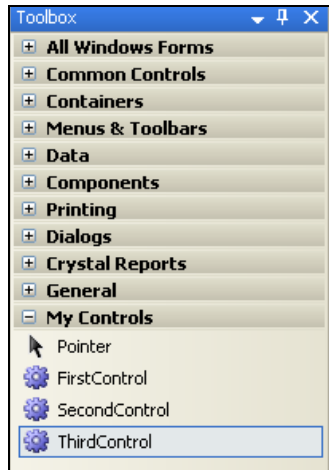 Toolbox
All Windows Forms
Common Controls
Containers
Menus & Toolbars
Data
Components
Printing
Dialogs
Crystal Reports
General
My Controls
Pointer
FirstControl
SecondControl
ThirdControl